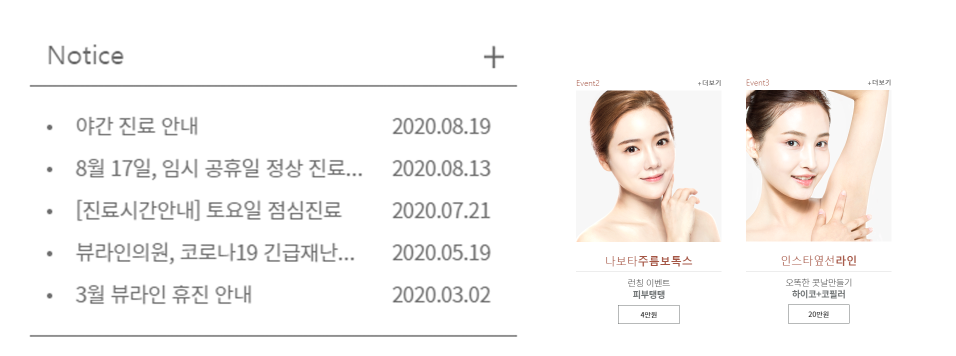 Notice +
• 야간 진료 안내 2020.08.19
• 8월 17일, 임시 공휴일 정상 진료... 2020.08.13
• [진료시간안내] 토요일 점심진료 2020.07.21
• 뷰라인의원, 코로나19 긴급재난... 2020.05.19
• 3월 뷰라인 휴진 안내 2020.03.02
Event2 +더보기
나보타주름보톡스
런칭 이벤트
피부탱탱
4만원
Event3 +더보기
인스타옆선라인
오똑한 콧날만들기
하이코+코필러
20만원